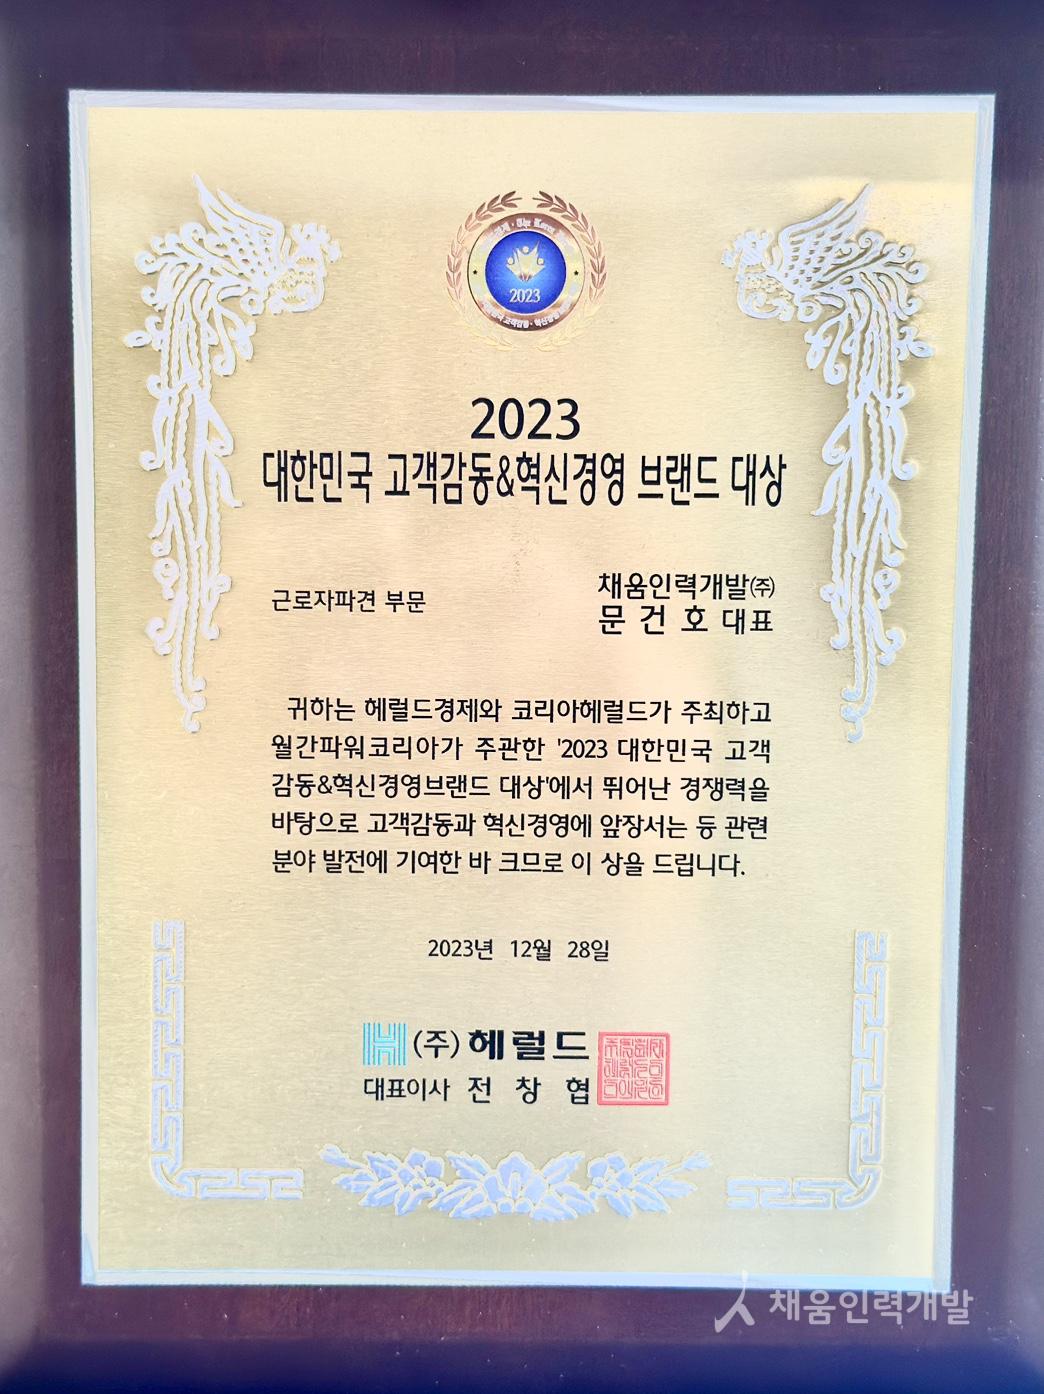 2023
2023
대한민국 고객감동&혁신경영 브랜드 대상
근로자파견 부문
채움인력개발㈜
문 건 호 대표
귀하는 헤럴드경제와 코리아헤럴드가 주최하고
월간파워코리아가 주관한 '2023 대한민국 고객
감동&혁신경영브랜드 대상'에서 뛰어난 경쟁력을
바탕으로 고객감동과 혁신경영에 앞장서는 등 관련
분야 발전에 기여한 바 크므로 이 상을 드립니다.
2023년 12월 28일
(주)헤럴드
대표이사 전 창 협
채움인력개발